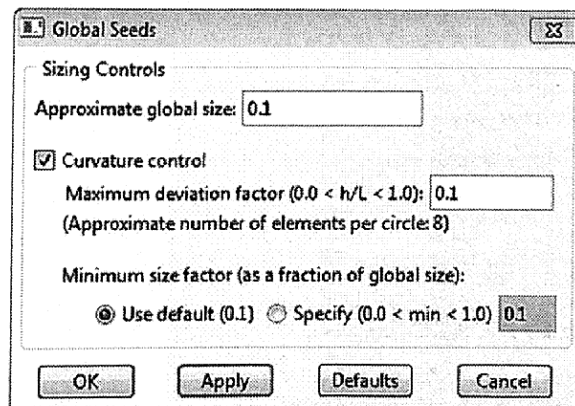 Global Seeds
Sizing Controls
Approximate global size: 0.1
Curvature control
Maximum deviation factor (0.0 < h/L < 1.0): 0.1
(Approximate number of elements per circle: 8)
Minimum size factor (as a fraction of global size):
Use default (0.1) Specify (0.0 < min < 1.0) 0.1
OK Apply Defaults Cancel